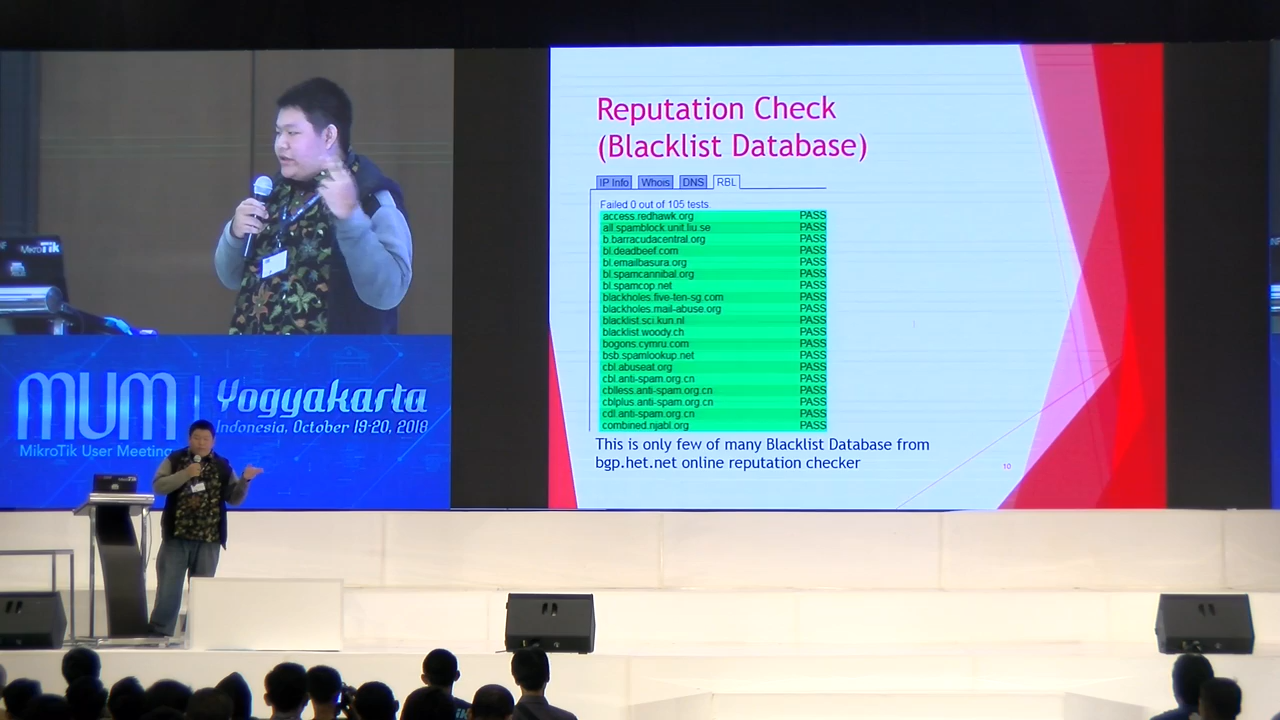 MikroTik
MUM
Yogyakarta
Indonesia, October 19-20, 2018
MikroTik User Meeting
Reputation Check
(Blacklist Database)
IP Info Whois DNS RBL
Failed 0 out of 105 tests.
access.redhawk.org PASS
all.spamblock.unit.liu.se PASS
b.barracudacentral.org PASS
bl.deadbeef.com PASS
bl.emailbasura.org PASS
bl.spamcannibal.org PASS
bl.spamcop.net PASS
blackholes.five-ten-sg.com PASS
blackholes.mail-abuse.org PASS
blacklist.sci.kun.nl PASS
blacklist.woody.ch PASS
bogons.cymru.com PASS
bsb.spamlookup.net PASS
cbl.abuseat.org PASS
cbl.anti-spam.org.cn PASS
cblless.anti-spam.org.cn PASS
cblplus.anti-spam.org.cn PASS
cdl.anti-spam.org.cn PASS
combined.njabl.org PASS
This is only few of many Blacklist Database from
bgp.het.net online reputation checker
10